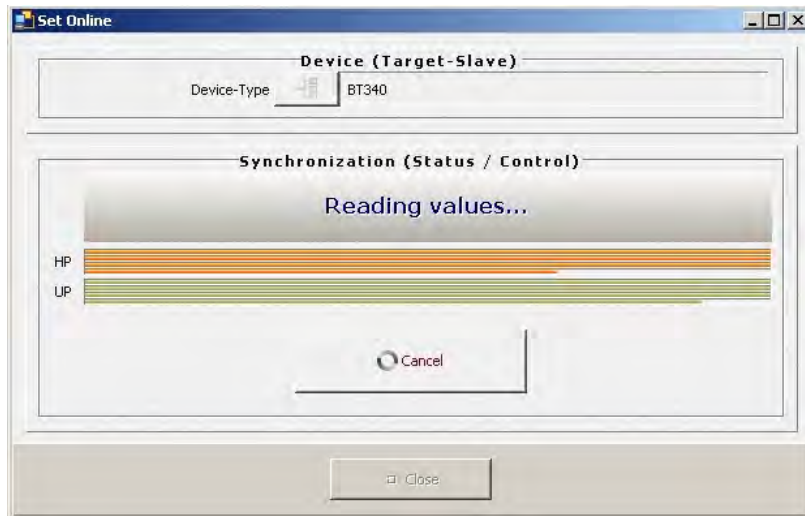 Set Online
Device (Target-Slave)
Device-Type BT340
Synchronization (Status / Control)
Reading values...
HP
UP
Cancel
Close